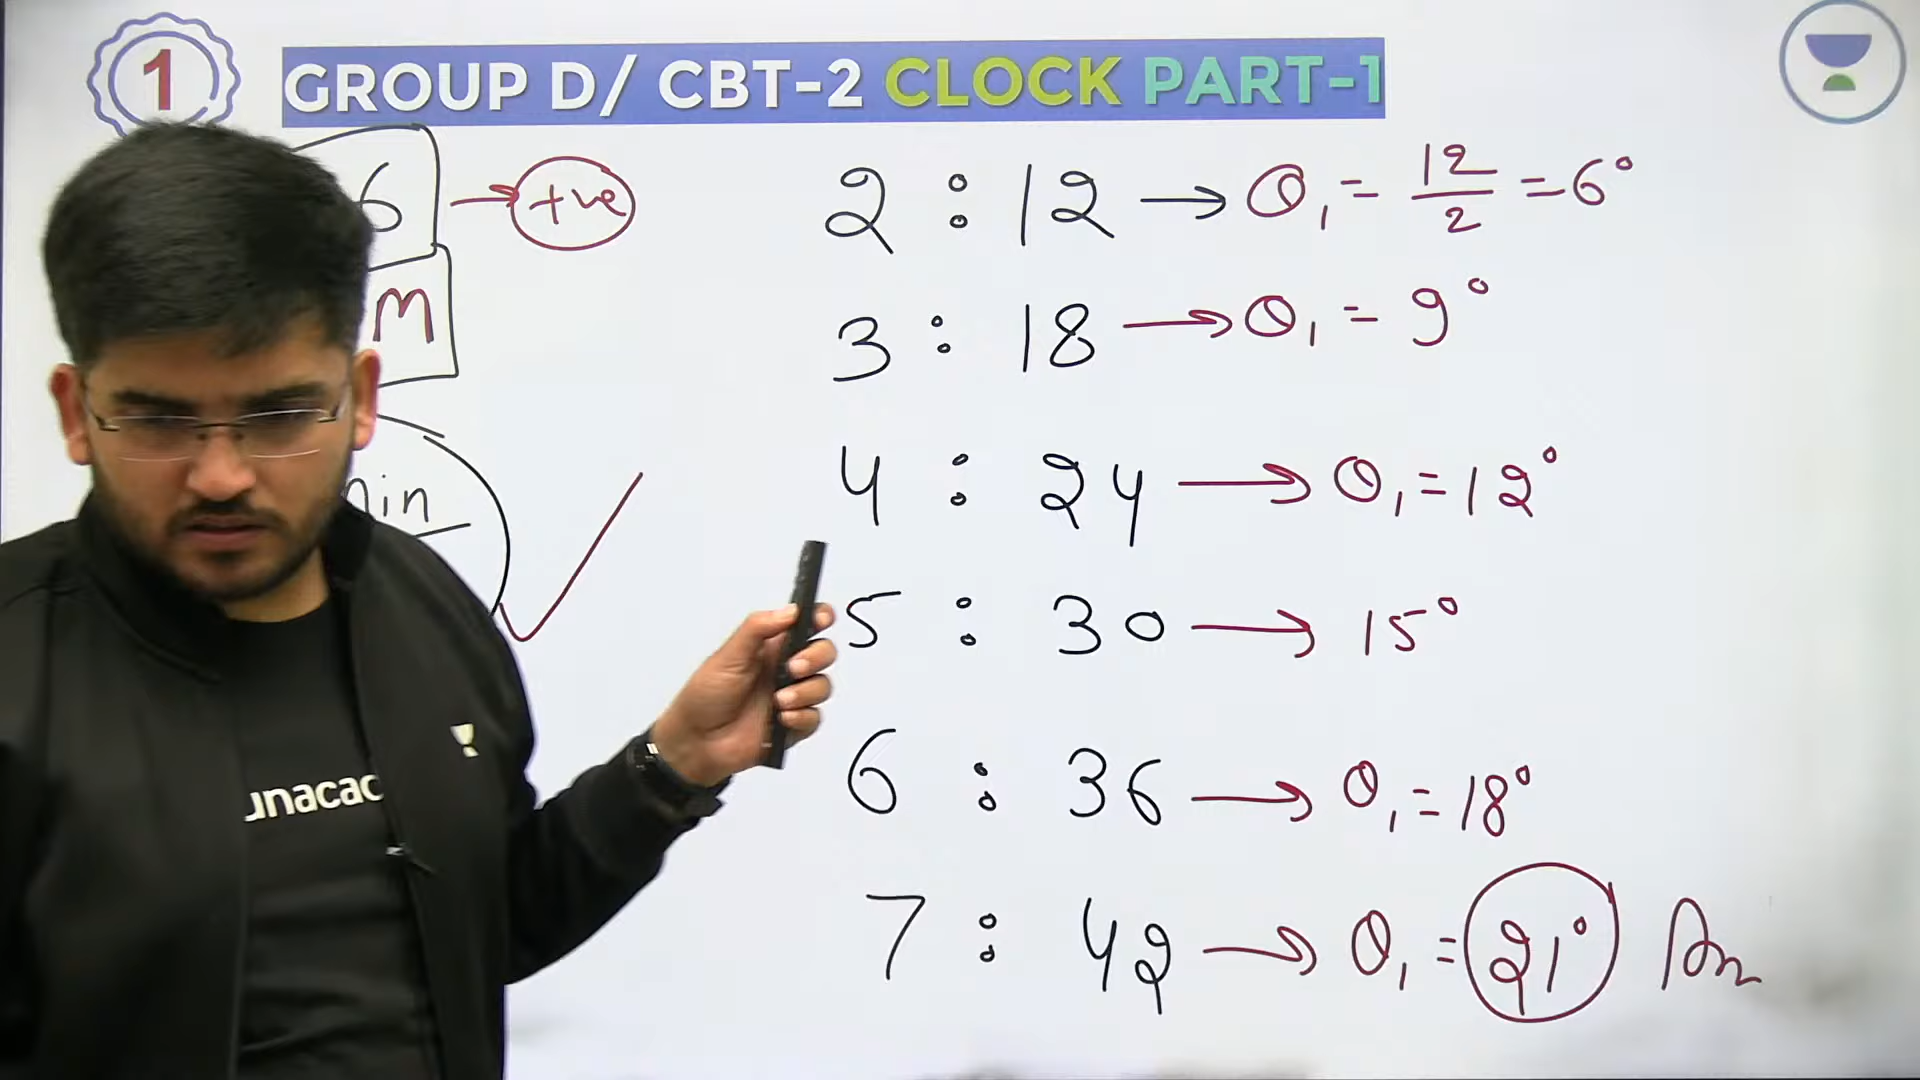 1
GROUP D/ CBT-2 CLOCK PART-1
6 → +ve
M
min
2 : 12 → θ₁ = 12/2 = 6°
3 : 18 → θ₁ = 9°
4 : 24 → θ₁ = 12°
5 : 30 → 15°
6 : 36 → θ₁ = 18°
7 : 42 → θ₁ = 21° Ans
unacad